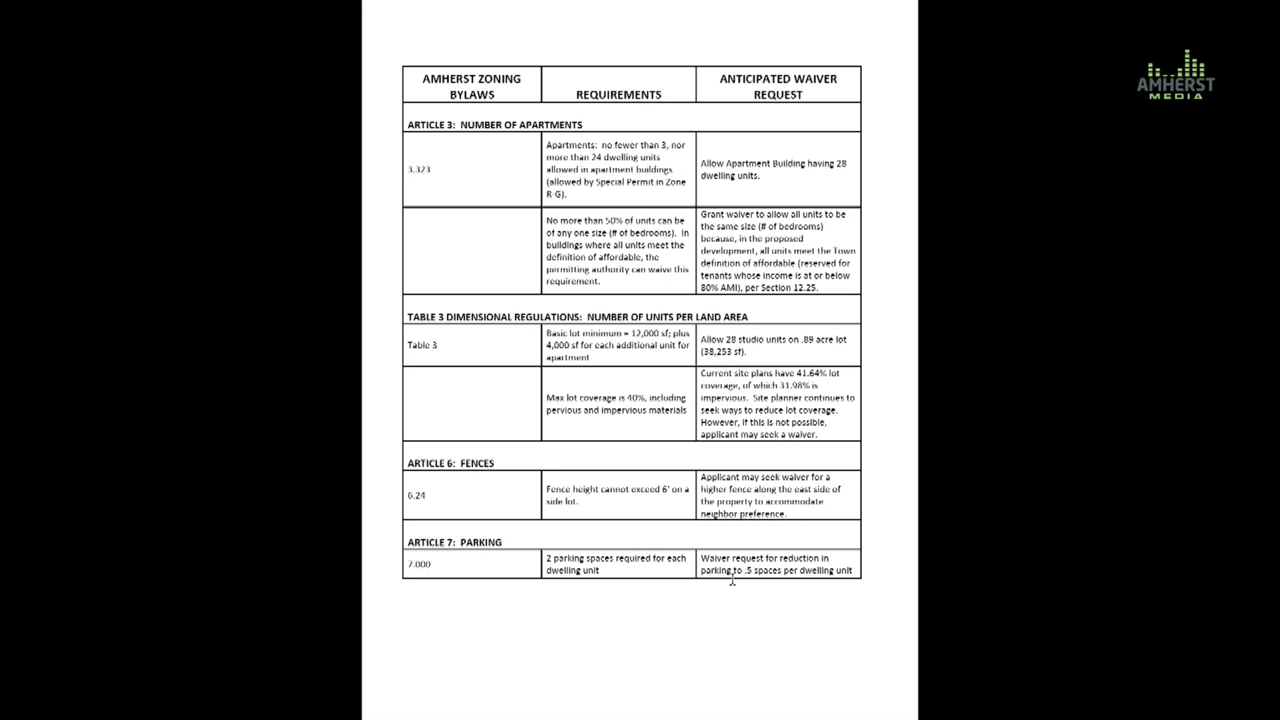 AMHERST ZONING
BYLAWS
REQUIREMENTS
ANTICIPATED WAIVER
REQUEST
ARTICLE 3: NUMBER OF APARTMENTS
3.323
Apartments: no fewer than 3, nor
more than 24 dwelling units
allowed in apartment buildings
(allowed by Special Permit in Zone
R-G).
Allow Apartment Building having 28
dwelling units.
No more than 50% of units can be
of any one size (# of bedrooms). In
buildings where all units meet the
definition of affordable, the
permitting authority can waive this
requirement.
Grant waiver to allow all units to be
the same size (# of bedrooms)
because, in the proposed
development, all units meet the Town
definition of affordable (reserved for
tenants whose income is at or below
80% AMI), per Section 12.25.
TABLE 3 DIMENSIONAL REGULATIONS: NUMBER OF UNITS PER LAND AREA
Table 3
Basic lot minimum = 12,000 sf; plus
4,000 sf for each additional unit for
apartment
Allow 28 studio units on .89 acre lot
(38,253 sf).
Max lot coverage is 40%, including
pervious and impervious materials
Current site plans have 41.64% lot
coverage, of which 31.98% is
impervious. Site planner continues to
seek ways to reduce lot coverage.
However, if this is not possible,
applicant may seek a waiver.
ARTICLE 6: FENCES
6.24
Fence height cannot exceed 6' on a
side lot.
Applicant may seek waiver for a
higher fence along the east side of
the property to accommodate
neighbor preference.
ARTICLE 7: PARKING
7.000
2 parking spaces required for each
dwelling unit
Waiver request for reduction in
parking to .5 spaces per dwelling unit
AMHERST
MEDIA